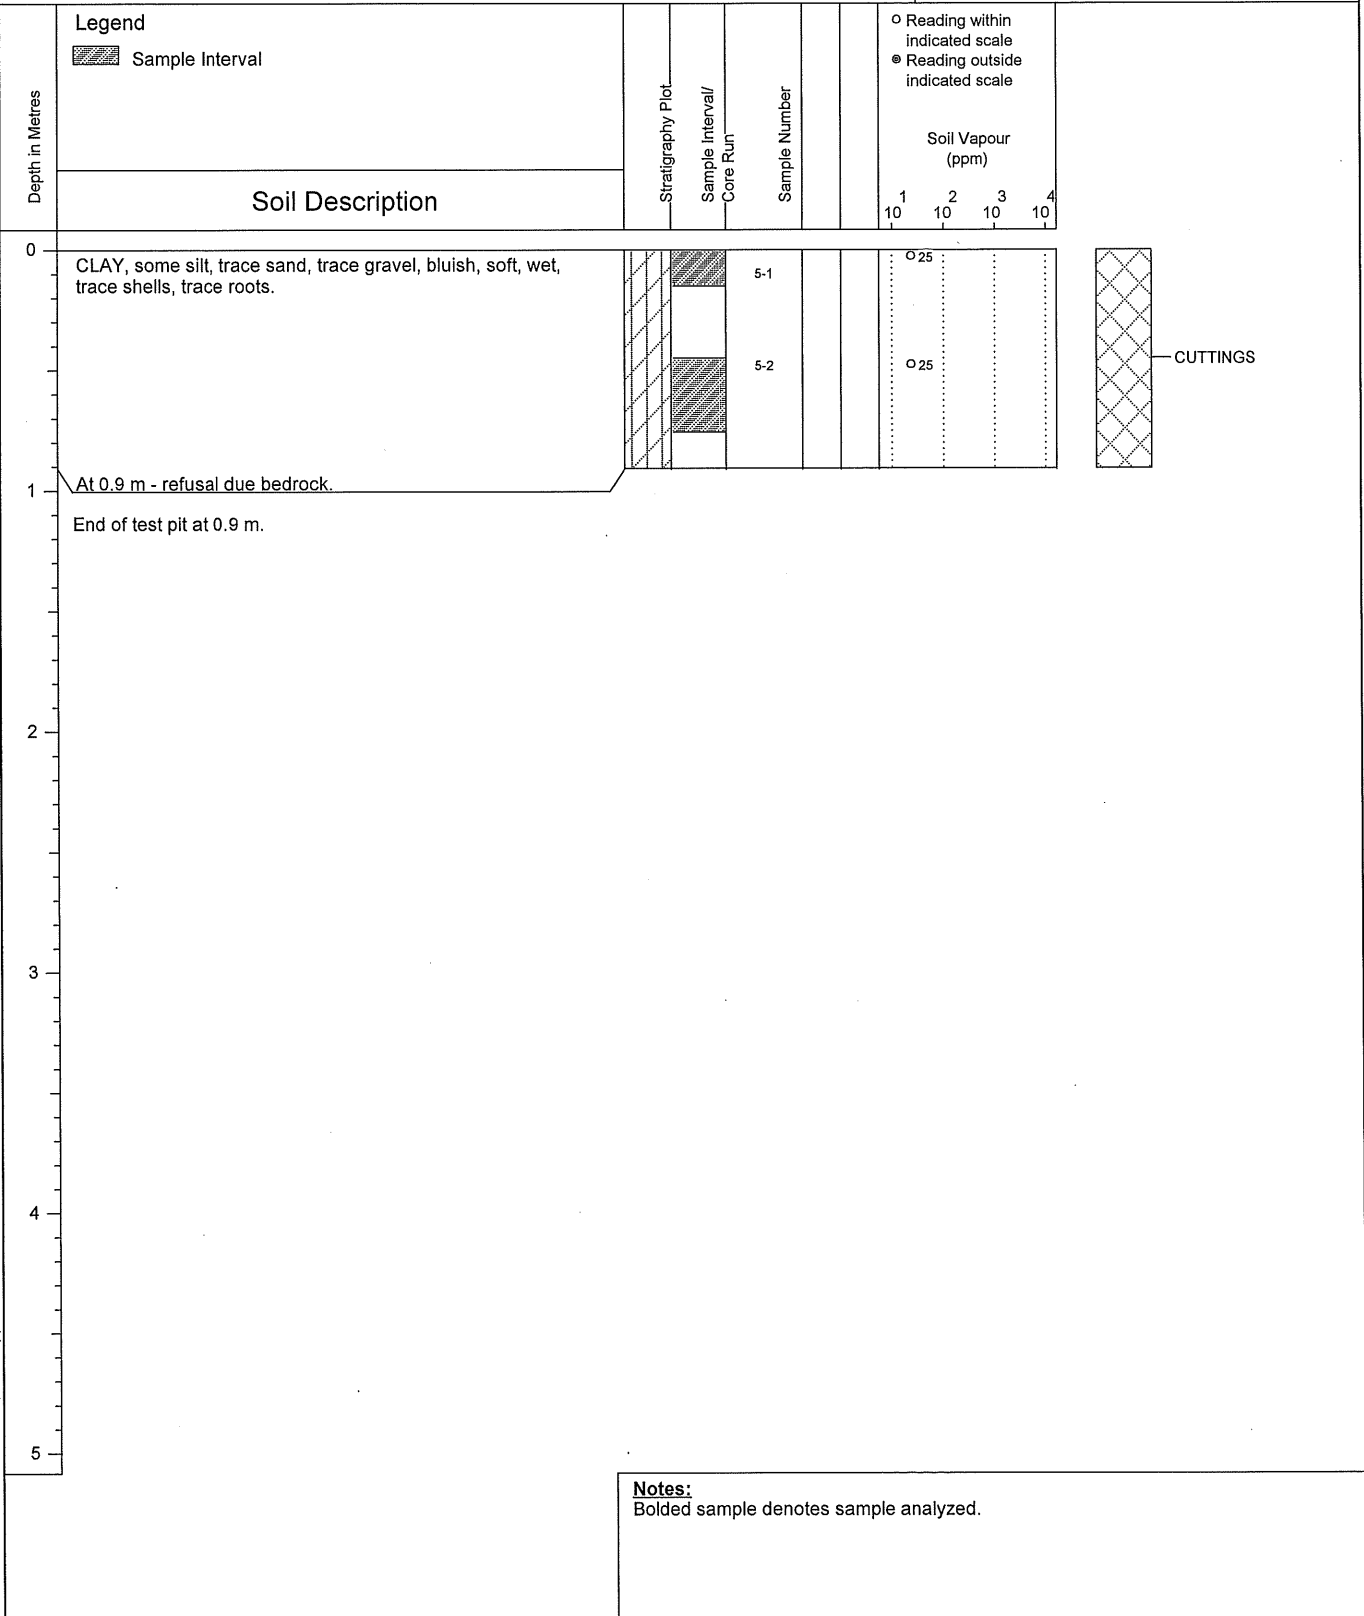 Legend
Sample Interval
Depth in Metres
Soil Description
Stratigraphy Plot
Sample Interval/
Core Run
Sample Number
Reading within
indicated scale
Reading outside
indicated scale
Soil Vapour
(ppm)
10^1 10^2 10^3 10^4
0
CLAY, some silt, trace sand, trace gravel, bluish, soft, wet,
trace shells, trace roots.
5-1
25
5-2
25
CUTTINGS
At 0.9 m - refusal due bedrock.
1
End of test pit at 0.9 m.
2
3
4
5
Notes:
Bolded sample denotes sample analyzed.